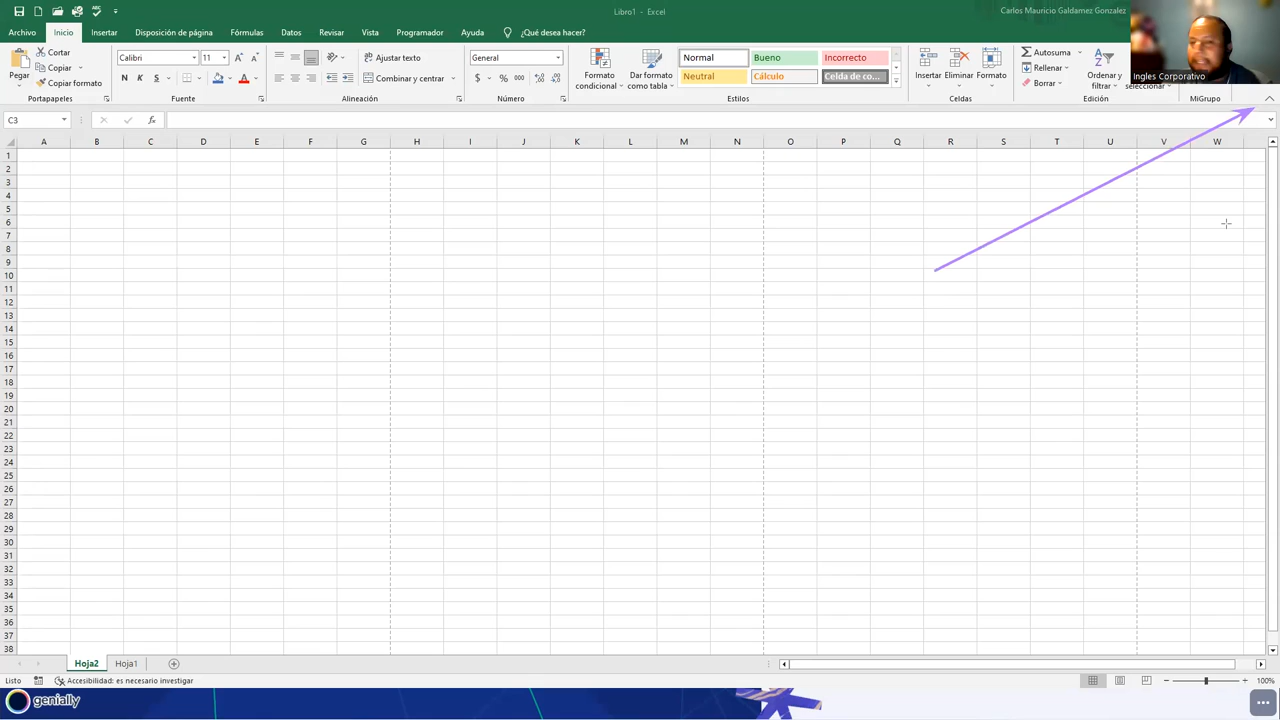 Libro1 - Excel
Carlos Mauricio Galdamez Gonzalez
Archivo Inicio Insertar Disposición de página Fórmulas Datos Revisar Vista Programador Ayuda ¿Qué desea hacer?
Pegar
Cortar
Copiar
Copiar formato
Portapapeles
Calibri 11
N K S
Fuente
Ajustar texto
Combinar y centrar
Alineación
General
$ % 000
Número
Formato condicional
Dar formato como tabla
Normal Bueno Incorrecto
Neutral Cálculo Celda de co...
Estilos
Insertar Eliminar Formato
Celdas
Autosuma
Rellenar
Borrar
Ordenar y filtrar
seleccionar
Edición
MiGrupo
Ingles Corporativo
C3 fx
A B C D E F G H I J K L M N O P Q R S T U V W
1
2
3
4
5
6
7
8
9
10
11
12
13
14
15
16
17
18
19
20
21
22
23
24
25
26
27
28
29
30
31
32
33
34
35
36
37
38
Hoja2 Hoja1
Listo Accesibilidad: es necesario investigar 100%
genially